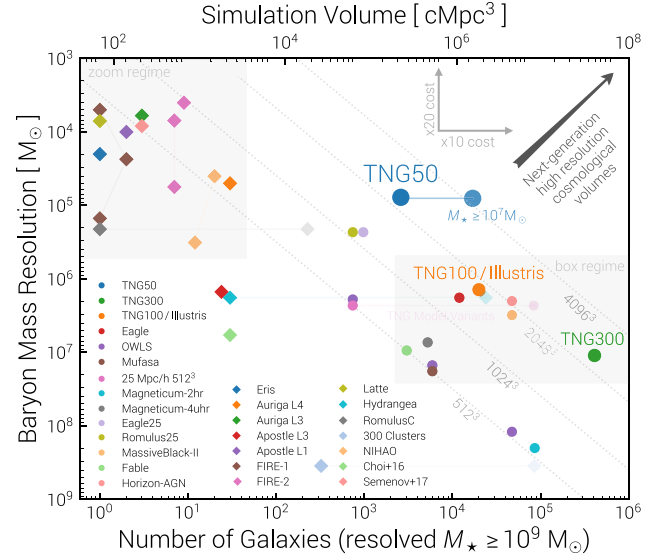 Simulation Volume [ cMpc³ ]
10² 10³ 10⁴ 10⁵ 10⁶ 10⁷ 10⁸
10³
10⁴
10⁵
10⁶
10⁷
10⁸
10⁹
Baryon Mass Resolution [ M⊙ ]
zoom regime
x20 cost
x10 cost
Next-generation
high resolution
cosmological
volumes
TNG50
M⋆ ≥ 10⁷ M⊙
TNG100 / Illustris
box regime
TNG Model Variants
TNG300
4096³
2048³
1024³
512³
TNG50
TNG300
TNG100 / Illustris
Eagle
OWLS
Mufasa
25 Mpc/h 512³
Magneticum-2hr
Magneticum-4uhr
Eagle25
Romulus25
MassiveBlack-II
Fable
Horizon-AGN
Eris
Auriga L4
Auriga L3
Apostle L3
Apostle L1
FIRE-1
FIRE-2
Latte
Hydrangea
RomulusC
300 Clusters
NIHAO
Choi+16
Semenov+17
10⁰ 10¹ 10² 10³ 10⁴ 10⁵ 10⁶
Number of Galaxies (resolved M⋆ ≥ 10⁹ M⊙)